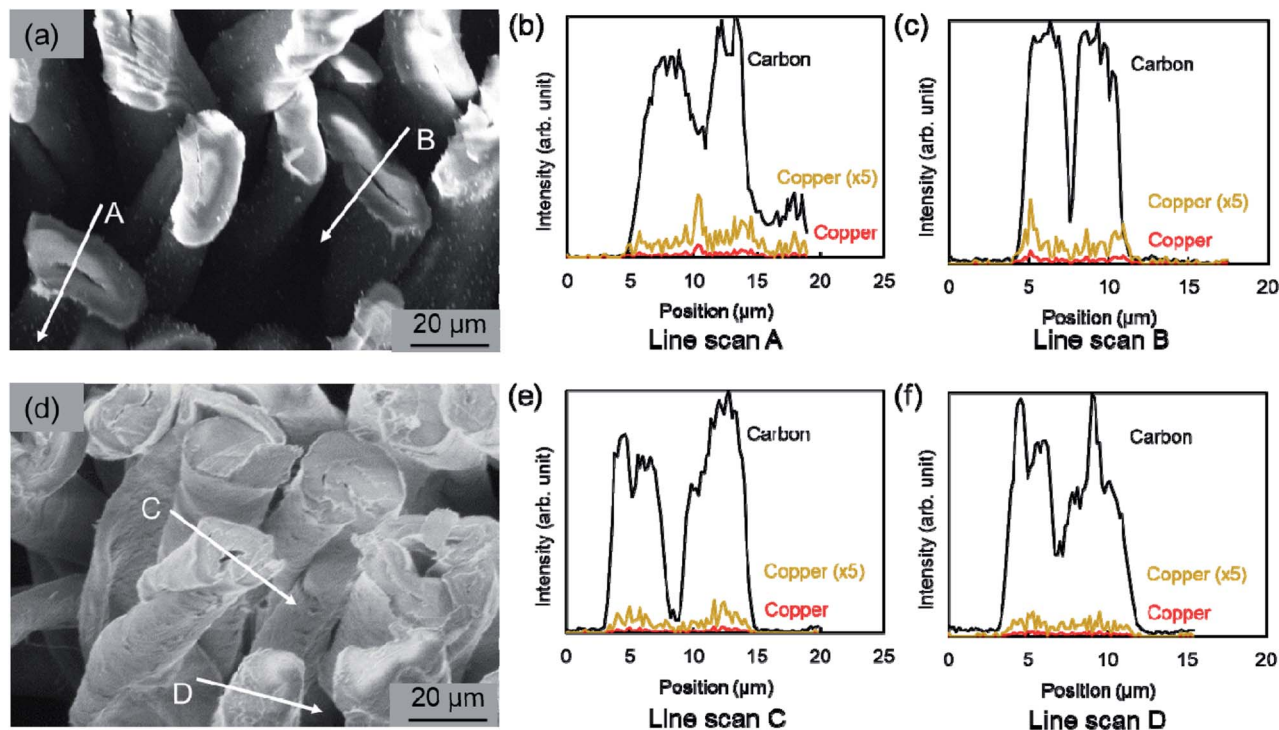 (a)
A
B
20 µm
(b)
Intensity (arb. unit)
Carbon
Copper (x5)
Copper
0 5 10 15 20 25
Position (µm)
Line scan A
(c)
Intensity (arb. unit)
Carbon
Copper (x5)
Copper
0 5 10 15 20
Position (µm)
Line scan B
(d)
C
D
20 µm
(e)
Intensity (arb. unit)
Carbon
Copper (x5)
Copper
0 5 10 15 20 25
Position (µm)
Line scan C
(f)
Intensity (arb. unit)
Carbon
Copper (x5)
Copper
0 5 10 15 20
Position (µm)
Line scan D